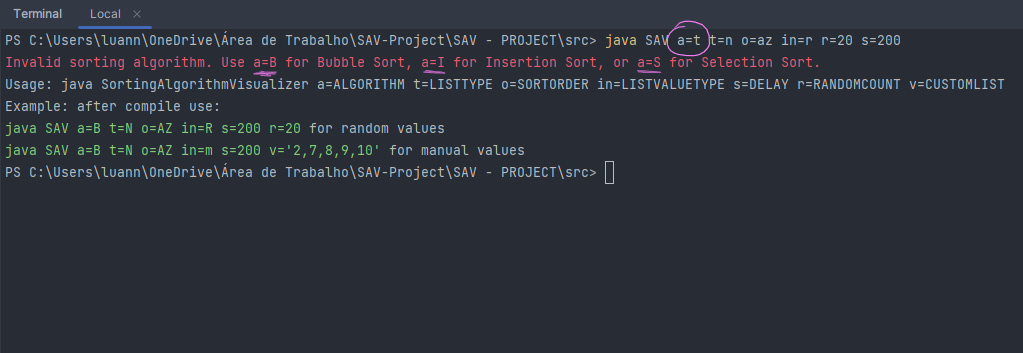 Terminal Local ×
PS C:\Users\luann\OneDrive\Área de Trabalho\SAV-Project\SAV - PROJECT\src> java SAV a=t t=n o=az in=r r=20 s=200
Invalid sorting algorithm. Use a=B for Bubble Sort, a=I for Insertion Sort, or a=S for Selection Sort.
Usage: java SortingAlgorithmVisualizer a=ALGORITHM t=LISTTYPE o=SORTORDER in=LISTVALUETYPE s=DELAY r=RANDOMCOUNT v=CUSTOMLIST
Example: after compile use:
java SAV a=B t=N o=AZ in=R s=200 r=20 for random values
java SAV a=B t=N o=AZ in=m s=200 v='2,7,8,9,10' for manual values
PS C:\Users\luann\OneDrive\Área de Trabalho\SAV-Project\SAV - PROJECT\src>